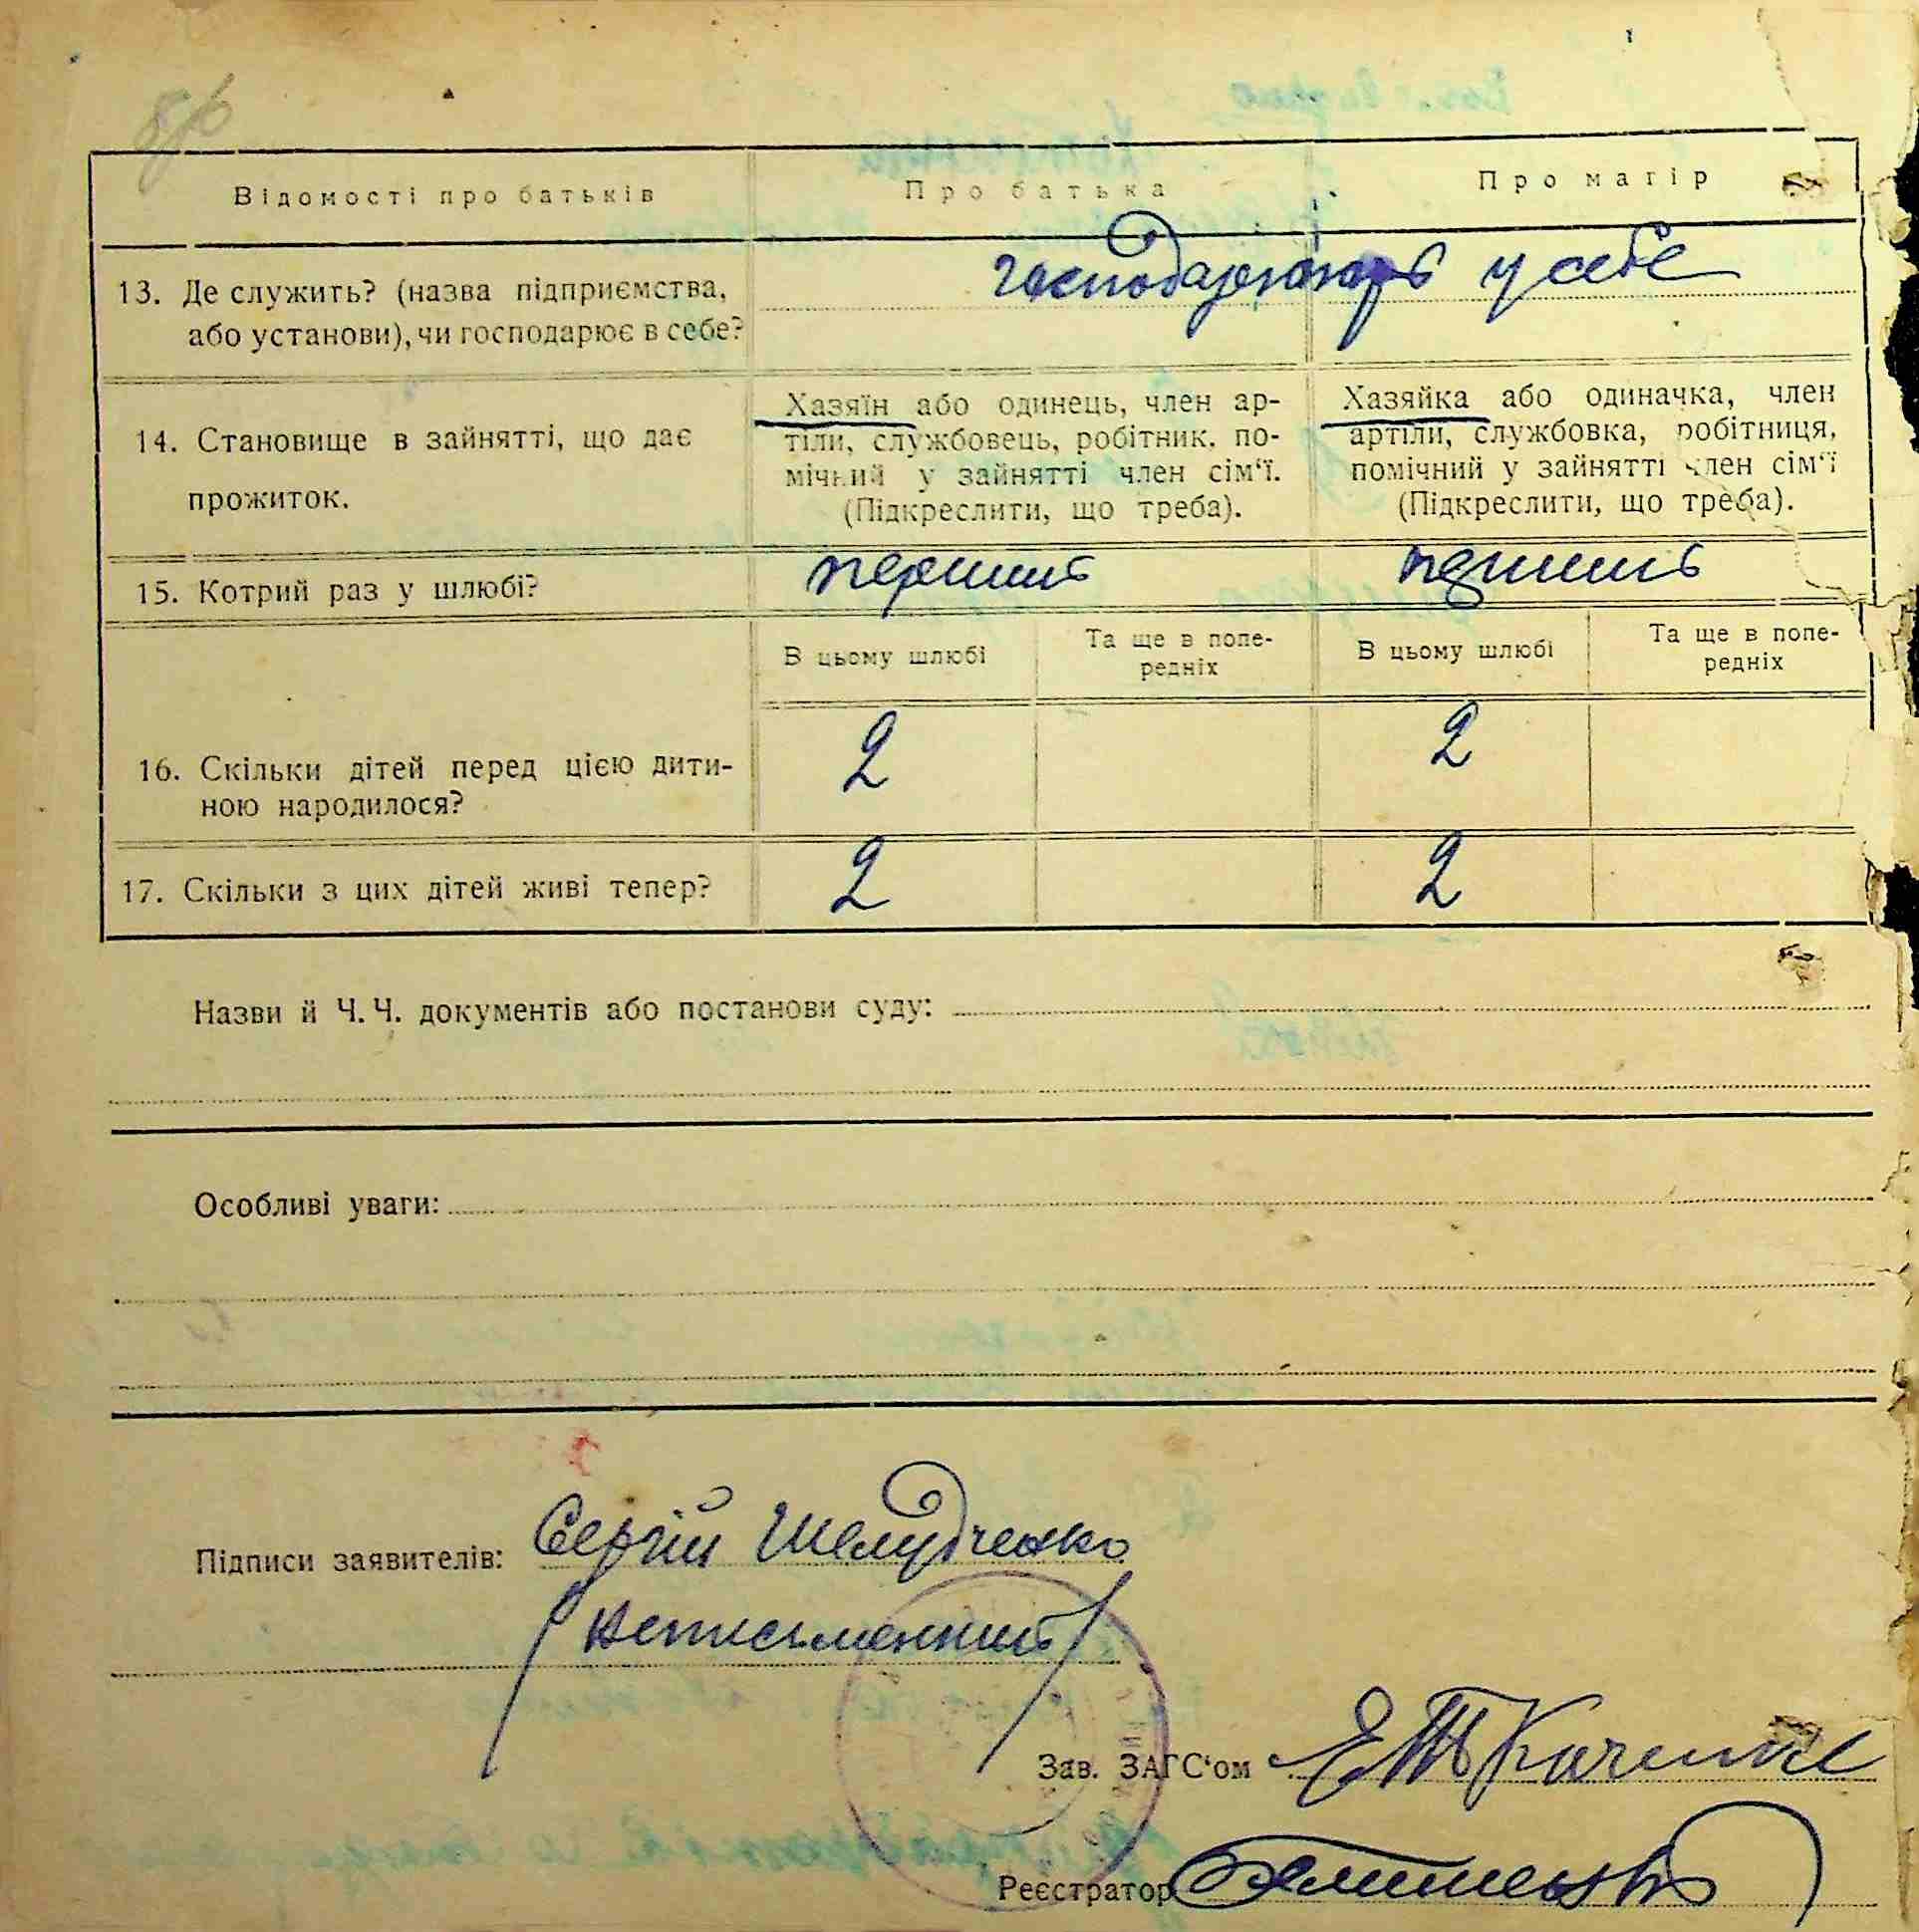 Відомості про батьків
Про батька
Про матір
13. Де служить? (назва підприємства,
або установи), чи господарює в себе?
у себе
14. Становище в зайнятті, що дає
прожиток.
Хазяїн або одинець, член ар-
тіли, службовець, робітник, по-
мічний у зайнятті член сім‘ї.
(Підкреслити, що треба).
Хазяйка або одиначка, член
артіли, службовка, робітниця,
помічний у зайнятті член сім‘ї
(Підкреслити, що треба).
15. Котрий раз у шлюбі?
перший
перший
В цьому шлюбі
Та ще в попе-
редніх
В цьому шлюбі
Та ще в попе-
редніх
16. Скільки дітей перед цією дити-
ною народилося?
2
2
17. Скільки з цих дітей живі тепер?
2
2
Назви й Ч. Ч. документів або постанови суду:
Особливі уваги:
Підписи заявителів: Сергій Шелудченко
/неписьменний/
Зав. ЗАГС‘ом
Реєстратор